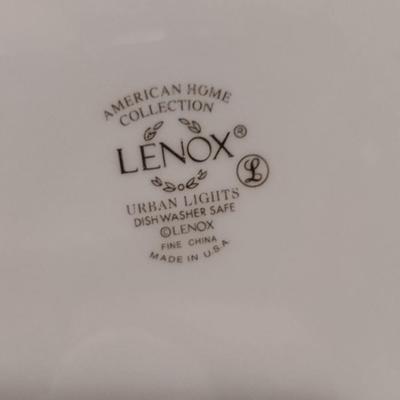 AMERICAN HOME
COLLECTION
LENOX®
L
URBAN LIGHTS
DISHWASHER SAFE
©LENOX
FINE CHINA
MADE IN U.S.A.